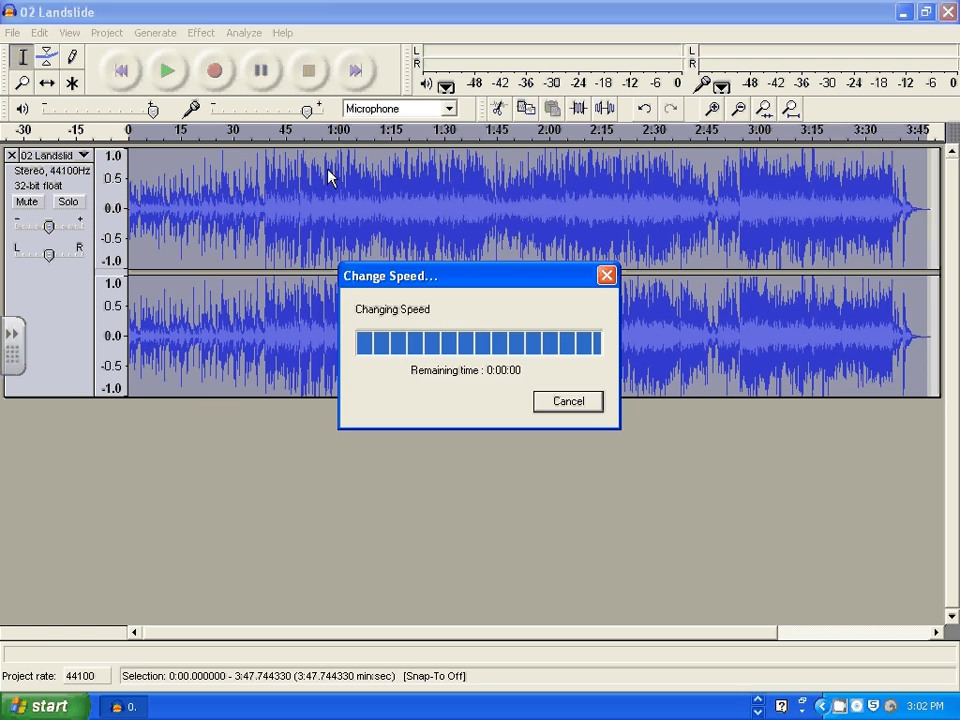 02 Landslide
File Edit View Project Generate Effect Analyze Help
L
R
-48 -42 -36 -30 -24 -18 -12 -6 0
L
R
-48 -42 -36 -30 -24 -18 -12 -6 0
Microphone
-30 -15 0 15 30 45 1:00 1:15 1:30 1:45 2:00 2:15 2:30 2:45 3:00 3:15 3:30 3:45
02 Landslid
Stereo, 44100Hz
32-bit float
Mute Solo
- +
L R
1.0
0.5
0.0
-0.5
-1.0
1.0
0.5
0.0
-0.5
-1.0
Change Speed...
Changing Speed
Remaining time : 0:00:00
Cancel
Project rate: 44100 Selection: 0:00.000000 - 3:47.744330 (3:47.744330 min:sec) [Snap-To Off]
start 0. 3:02 PM